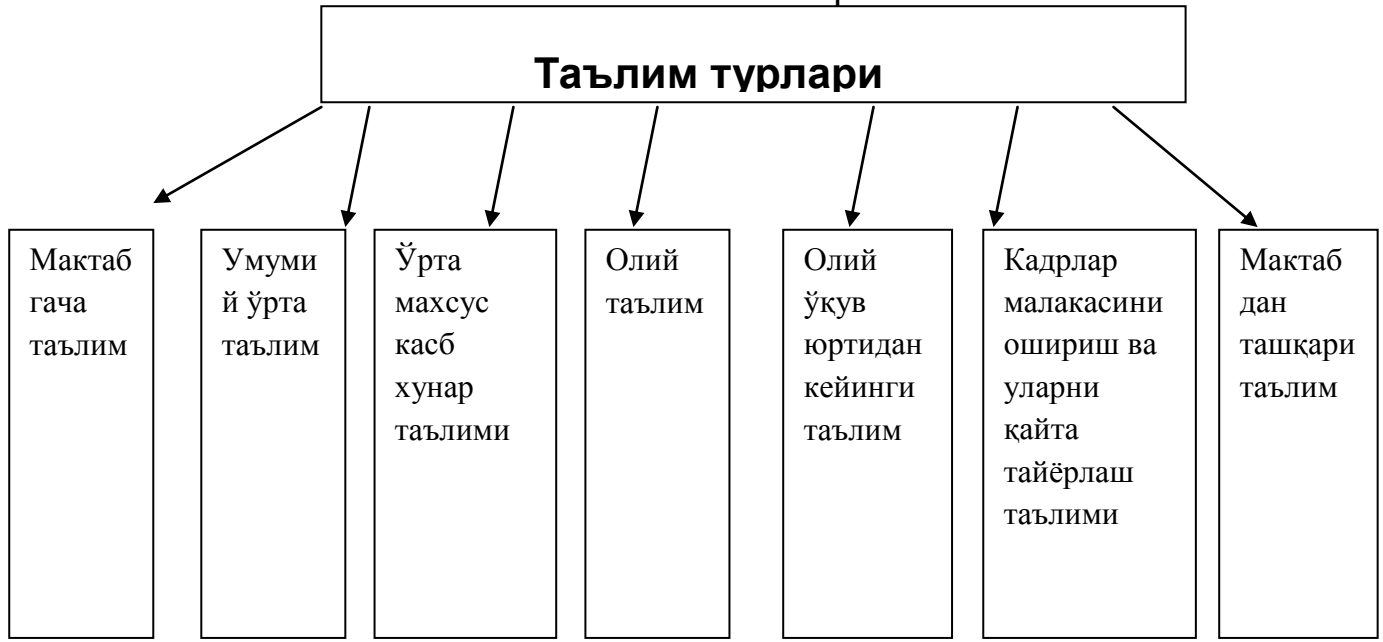 Таълим турлари
Мактаб
гача
таълим
Умуми
й ўрта
таълим
Ўрта
махсус
касб
хунар
таълими
Олий
таълим
Олий
ўқув
юртидан
кейинги
таълим
Кадрлар
малакасини
ошириш ва
уларни
қайта
тайёрлаш
таълими
Мактаб
дан
ташқари
таълим